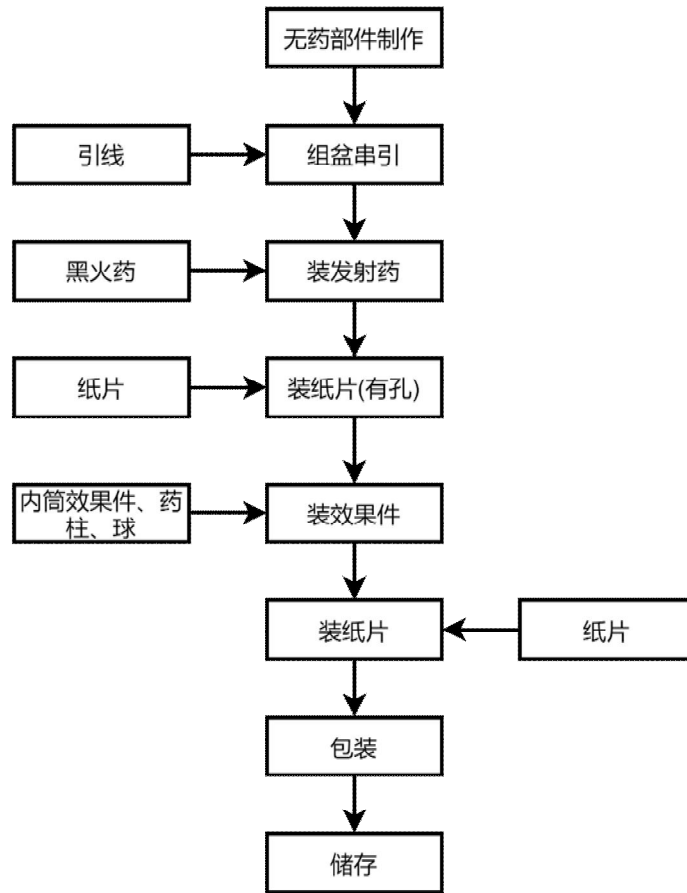 无药部件制作
引线
组盆串引
黑火药
装发射药
纸片
装纸片(有孔)
内筒效果件、药
柱、球
装效果件
装纸片
纸片
包装
储存